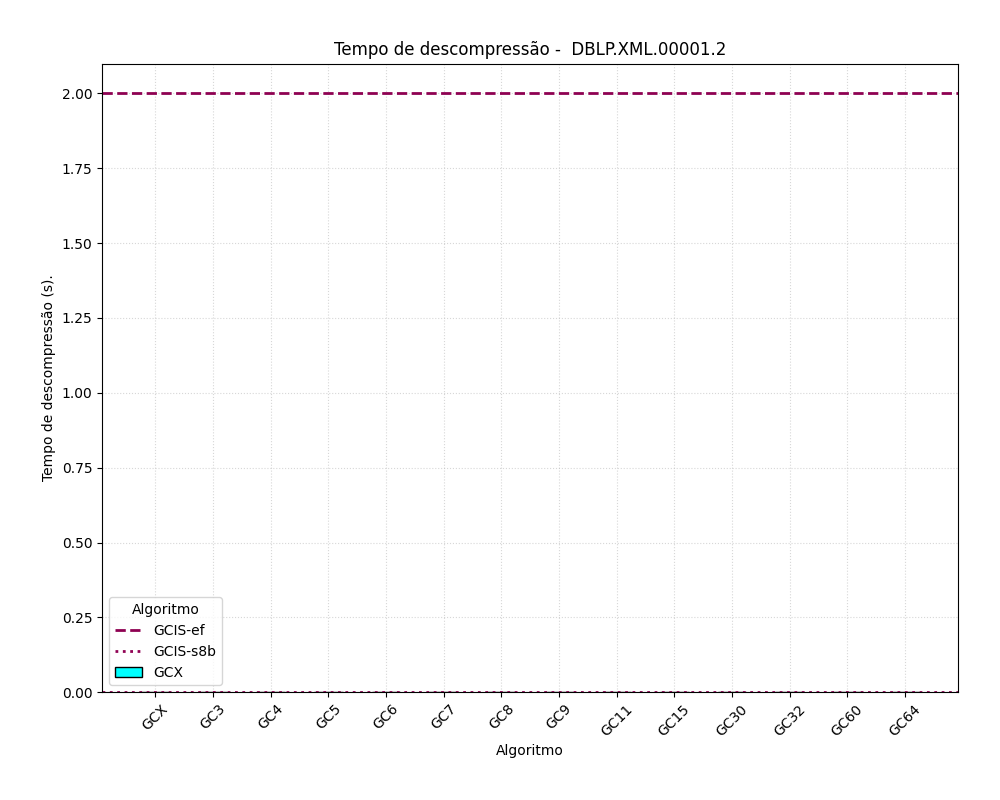 Tempo de descompressão -  DBLP.XML.00001.2
Tempo de descompressão (s).
2.00
1.75
1.50
1.25
1.00
0.75
0.50
0.25
0.00
Algoritmo
GCIS-ef
GCIS-s8b
GCX
GCX
GC3
GC4
GC5
GC6
GC7
GC8
GC9
GC11
GC15
GC30
GC32
GC60
GC64
Algoritmo